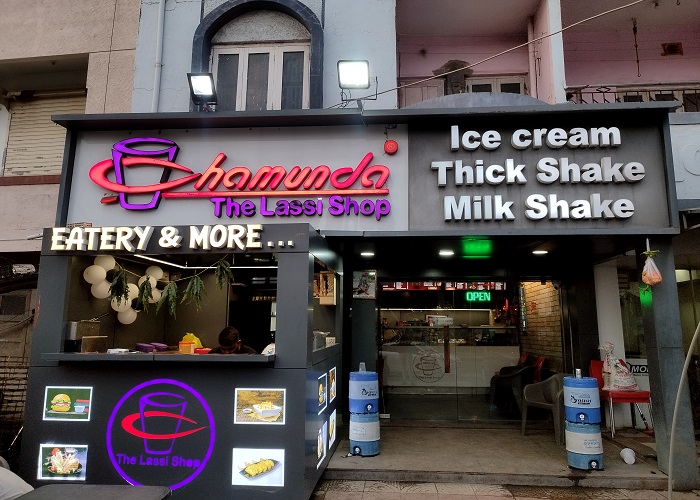 Chamunda
The Lassi Shop
Ice cream
Thick Shake
Milk Shake
EATERY & MORE...
OPEN
The Lassi Shop